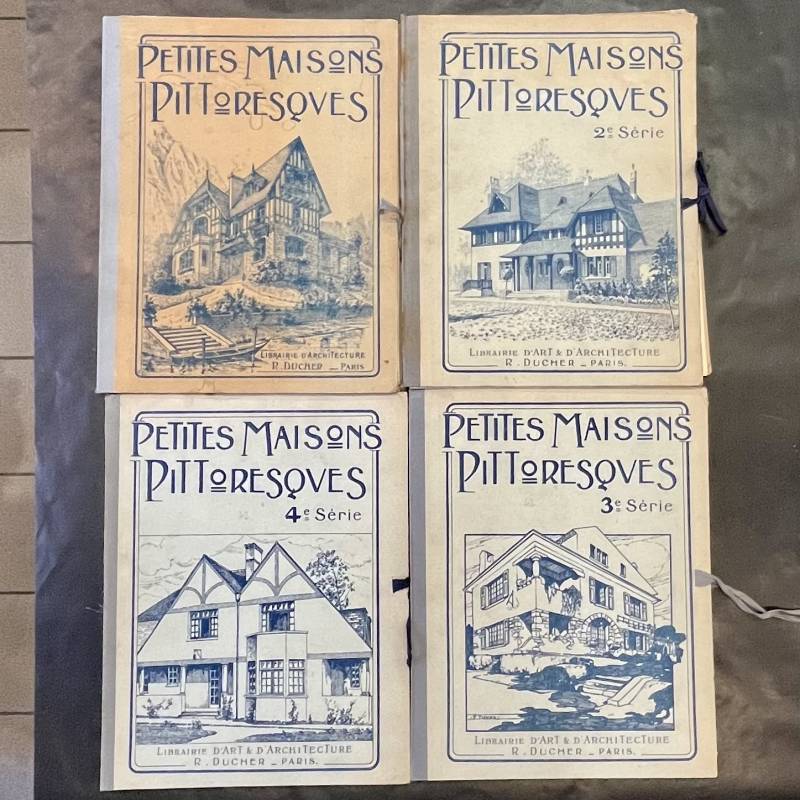 PETITES MAISONS
PITTORESQVES
LIBRAIRIE D'ARCHITECTURE
R. DUCHER _ PARIS
PETITES MAISONS
PITTORESQVES
2e Série
LIBRAIRIE D'ART & D'ARCHITECTURE
R. DUCHER _ PARIS.
PETITES MAISONS
PITTORESQVES
4e Série
LIBRAIRIE D'ART & D'ARCHITECTURE
R. DUCHER _ PARIS.
PETITES MAISONS
PITTORESQVES
3e Série
LIBRAIRIE D'ART & D'ARCHITECTURE
R. DUCHER _ PARIS.